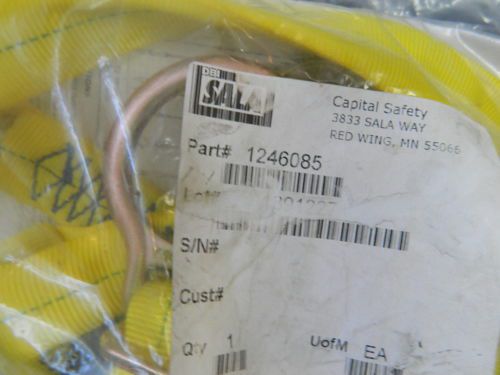 DBI
SALA
Capital Safety
3833 SALA WAY
RED WING, MN 55066
Part# 1246085
S/N#
Cust#
Qty 1 UofM EA